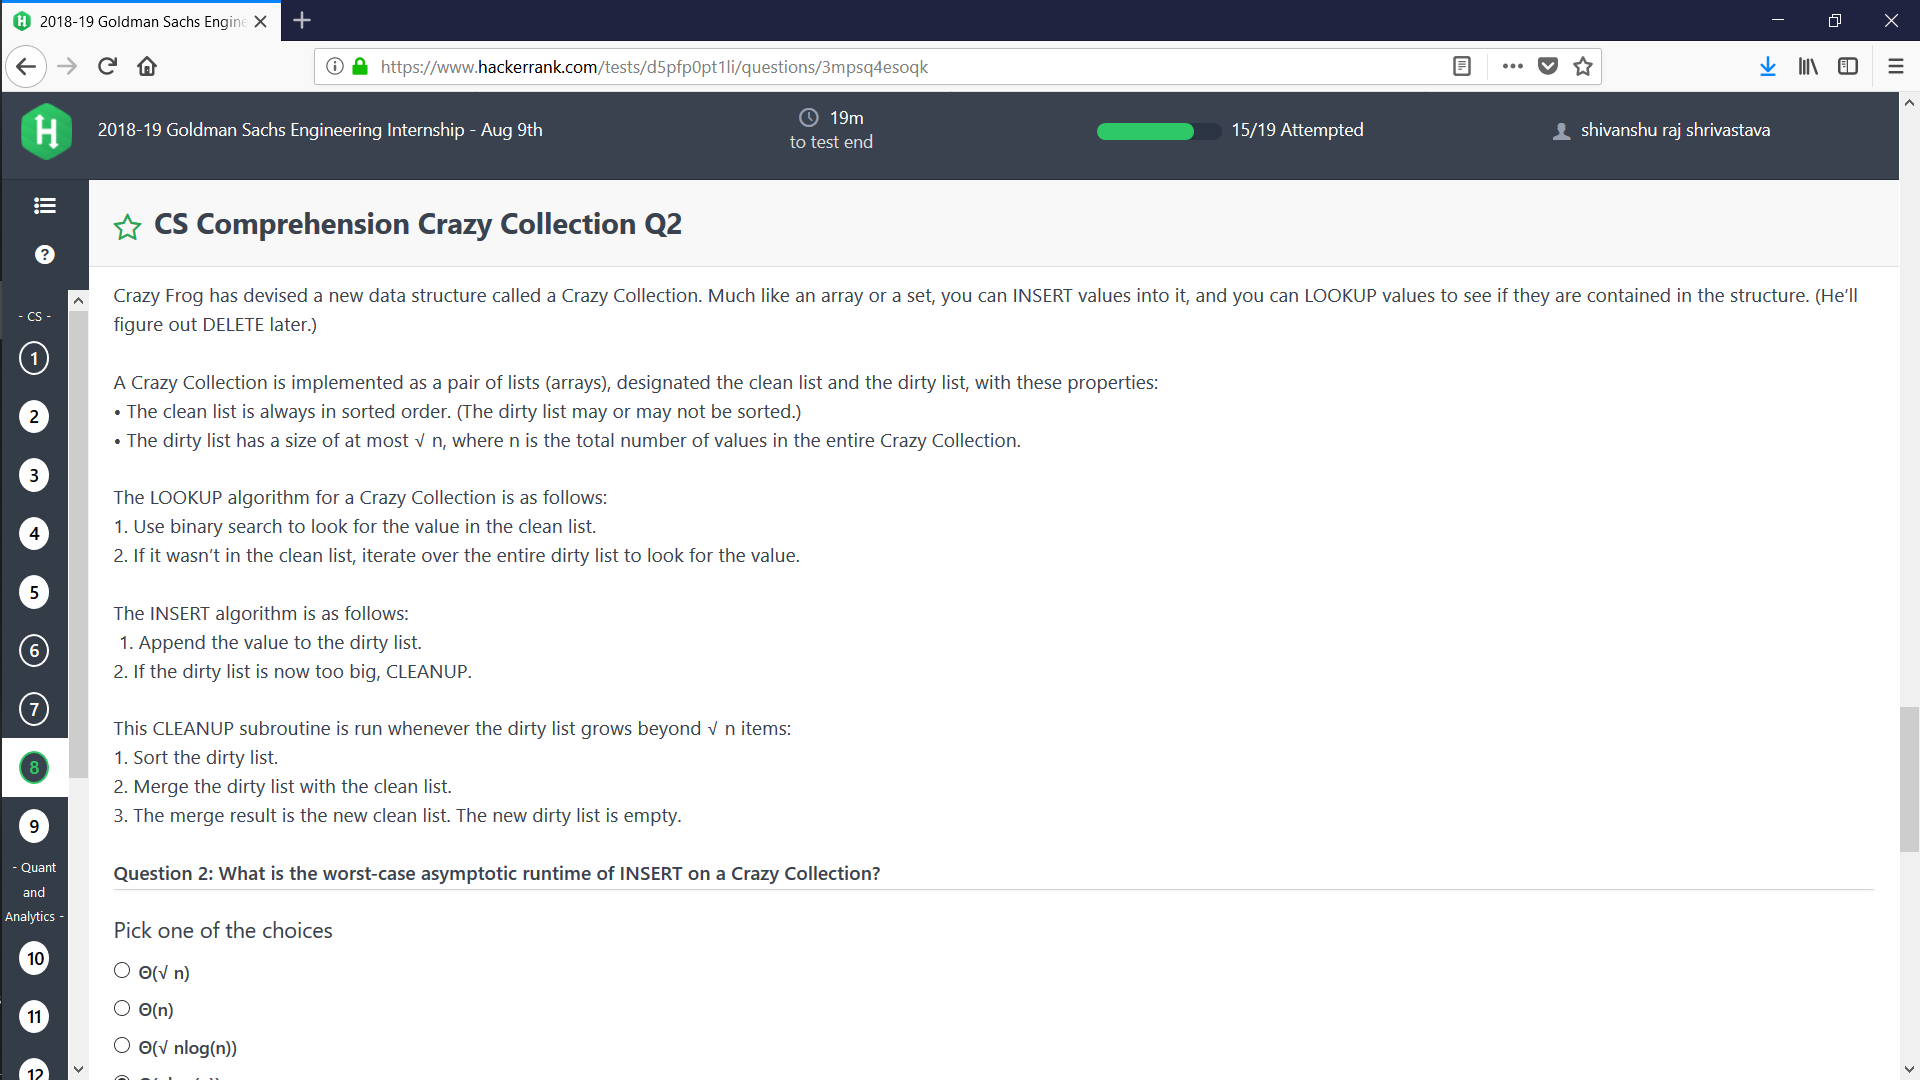 2018-19 Goldman Sachs Engine
https://www.hackerrank.com/tests/d5pfp0pt1li/questions/3mpsq4esoqk
2018-19 Goldman Sachs Engineering Internship - Aug 9th
19m
to test end
15/19 Attempted
shivanshu raj shrivastava
CS Comprehension Crazy Collection Q2
Crazy Frog has devised a new data structure called a Crazy Collection. Much like an array or a set, you can INSERT values into it, and you can LOOKUP values to see if they are contained in the structure. (He’ll
figure out DELETE later.)
A Crazy Collection is implemented as a pair of lists (arrays), designated the clean list and the dirty list, with these properties:
• The clean list is always in sorted order. (The dirty list may or may not be sorted.)
• The dirty list has a size of at most √ n, where n is the total number of values in the entire Crazy Collection.
The LOOKUP algorithm for a Crazy Collection is as follows:
1. Use binary search to look for the value in the clean list.
2. If it wasn’t in the clean list, iterate over the entire dirty list to look for the value.
The INSERT algorithm is as follows:
1. Append the value to the dirty list.
2. If the dirty list is now too big, CLEANUP.
This CLEANUP subroutine is run whenever the dirty list grows beyond √ n items:
1. Sort the dirty list.
2. Merge the dirty list with the clean list.
3. The merge result is the new clean list. The new dirty list is empty.
Question 2: What is the worst-case asymptotic runtime of INSERT on a Crazy Collection?
Pick one of the choices
Θ(√ n)
Θ(n)
Θ(√ nlog(n))
?
- CS -
1
2
3
4
5
6
7
8
9
- Quant
and
Analytics -
10
11
12